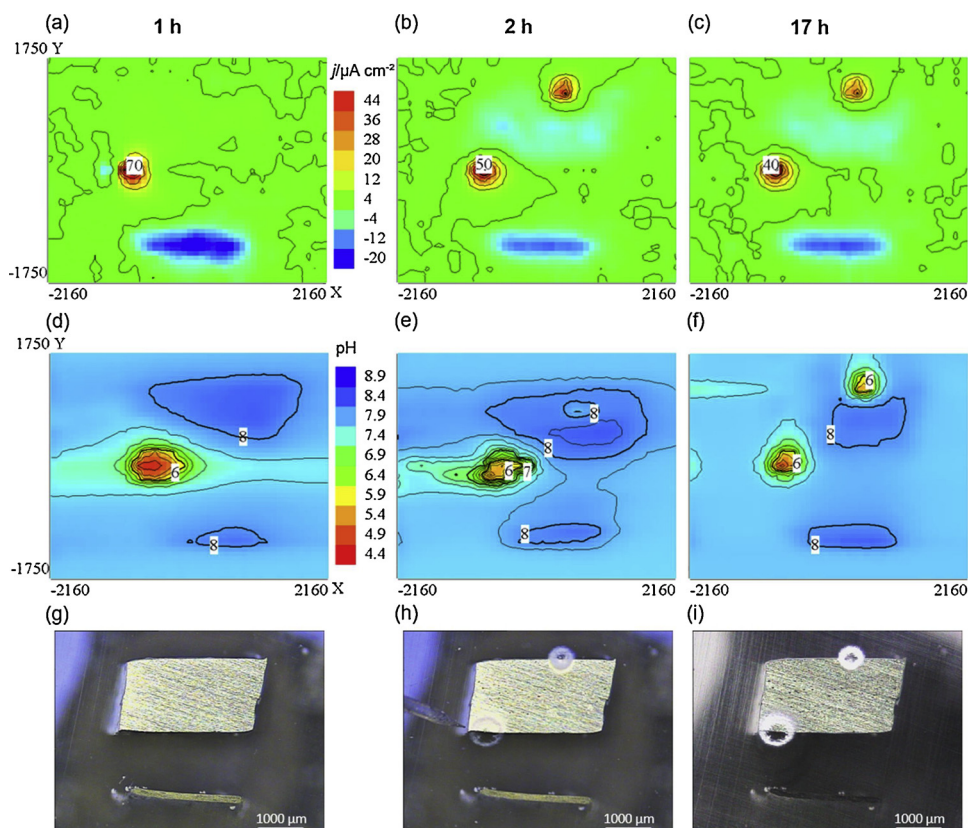 (a) 1 h (b) 2 h (c) 17 h
1750 Y
j/µA cm⁻²
44
36
28
20
12
4
-4
-12
-20
70
50
40
-1750
-2160 2160 X -2160 2160 -2160 2160
(d) (e) (f)
1750 Y
pH
8.9
8.4
7.9
7.4
6.9
6.4
5.9
5.4
4.9
4.4
8 6 8
8 6 7 8
6 8 6 8
-1750
-2160 2160 X -2160 2160 -2160 2160
(g) (h) (i)
1000 µm 1000 µm 1000 µm